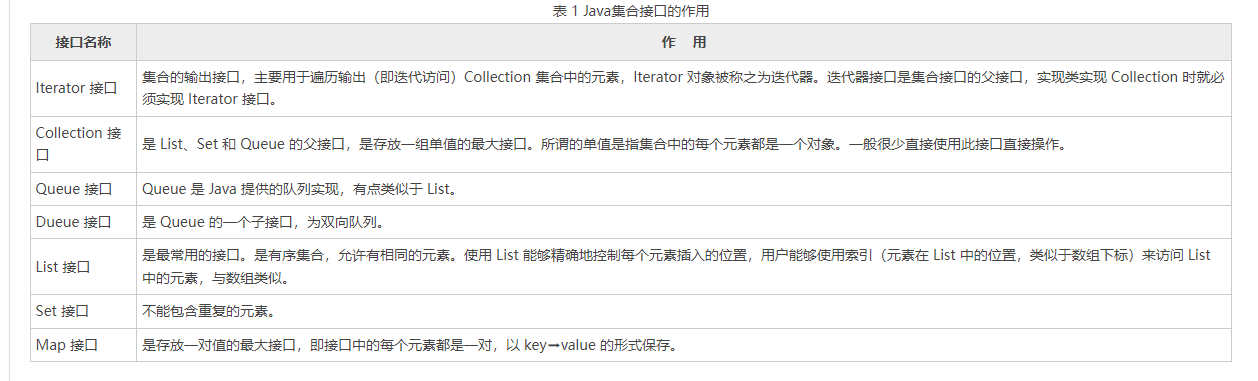 表 1 Java集合接口的作用
接口名称 作 用
Iterator 接口 集合的输出接口，主要用于遍历输出（即迭代访问）Collection 集合中的元素，Iterator 对象被称之为迭代器。迭代器接口是集合接口的父接口，实现类实现 Collection 时就必
须实现 Iterator 接口。
Collection 接
口
是 List、Set 和 Queue 的父接口，是存放一组单值的最大接口。所谓的单值是指集合中的每个元素都是一个对象。一般很少直接使用此接口直接操作。
Queue 接口 Queue 是 Java 提供的队列实现，有点类似于 List。
Dueue 接口 是 Queue 的一个子接口，为双向队列。
List 接口 是最常用的接口。是有序集合，允许有相同的元素。使用 List 能够精确地控制每个元素插入的位置，用户能够使用索引（元素在 List 中的位置，类似于数组下标）来访问 List
中的元素，与数组类似。
Set 接口 不能包含重复的元素。
Map 接口 是存放一对值的最大接口，即接口中的每个元素都是一对，以 key➡value 的形式保存。